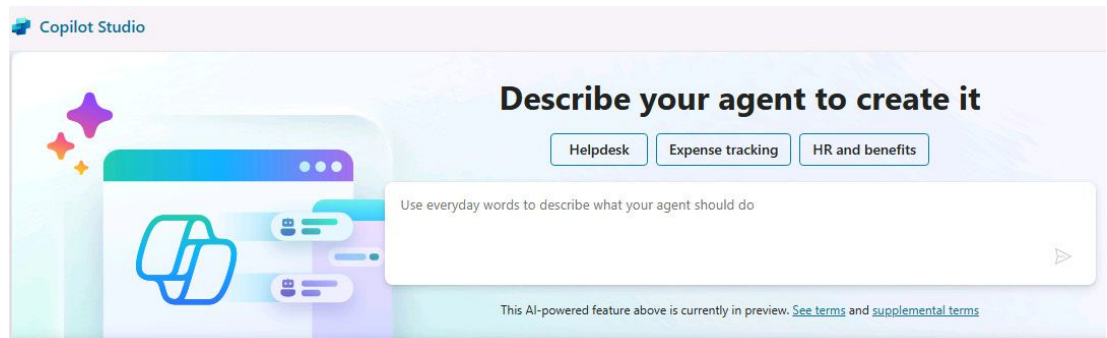 Copilot Studio
Describe your agent to create it
Helpdesk
Expense tracking
HR and benefits
Use everyday words to describe what your agent should do
This AI-powered feature above is currently in preview. See terms and supplemental terms